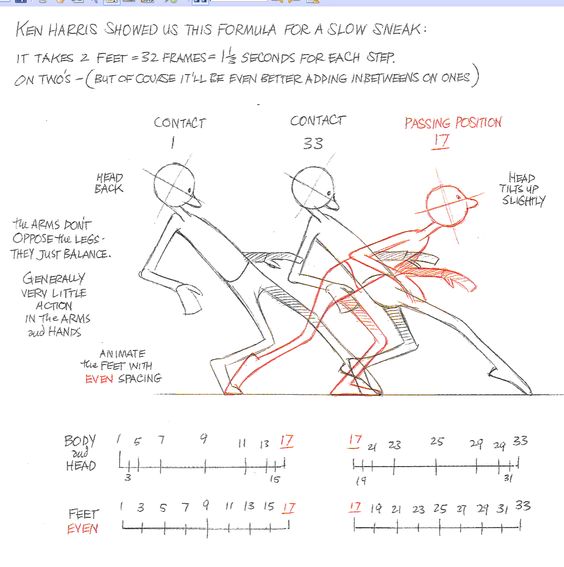 KEN HARRIS SHOWED US THIS FORMULA FOR A SLOW SNEAK:
IT TAKES 2 FEET = 32 FRAMES = 1 1/3 SECONDS FOR EACH STEP.
ON TWO'S - (BUT OF COURSE IT'LL BE EVEN BETTER ADDING INBETWEENS ON ONES)
CONTACT
1
CONTACT
33
PASSING POSITION
17
HEAD
BACK
HEAD
TILTS UP
SLIGHTLY
THE ARMS DON'T
OPPOSE THE LEGS -
THEY JUST BALANCE.
GENERALLY
VERY LITTLE
ACTION
IN THE ARMS
AND HANDS
ANIMATE
THE FEET WITH
EVEN SPACING
BODY
AND
HEAD
1 5 7 9 11 13 17
3 15
17 21 23 25 29 29 33
19 31
FEET
EVEN
1 3 5 7 9 11 13 15 17
17 19 21 23 25 27 29 31 33